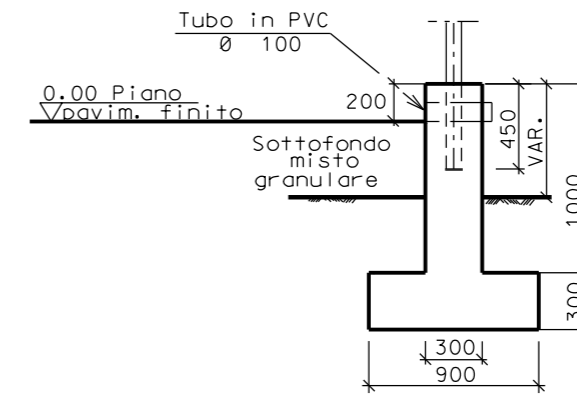 Tubo in PVC
Ø 100
0.00 Piano
pavim. finito
200
Sottofondo
misto
granulare
450
VAR.
1000
300
300
900